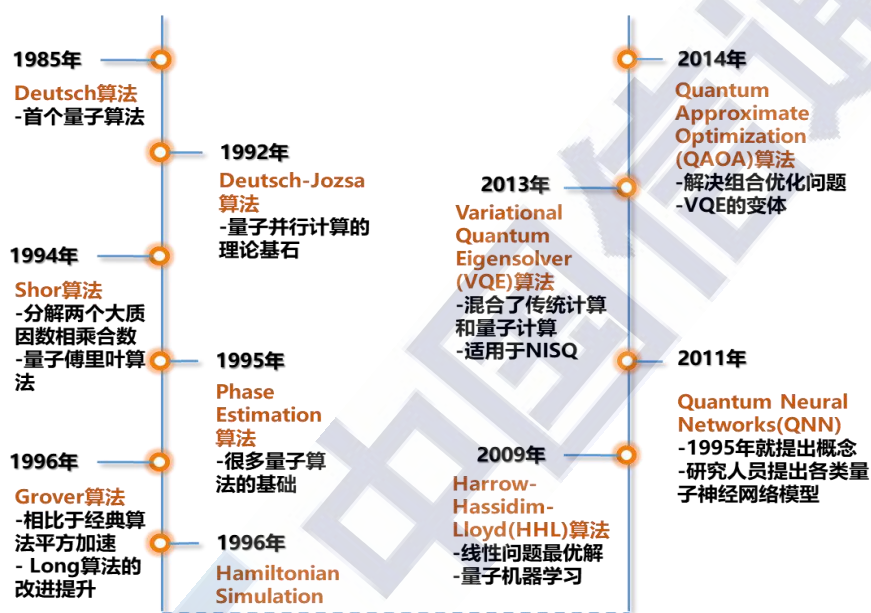 1985年
Deutsch算法
-首个量子算法
1992年
Deutsch-Jozsa
算法
-量子并行计算的
理论基石
1994年
Shor算法
-分解两个大质
因数相乘合数
-量子傅里叶算
法
1995年
Phase
Estimation
算法
-很多量子算
法的基础
1996年
Grover算法
-相比于经典算
法平方加速
- Long算法的
改进提升
1996年
Hamiltonian
Simulation
2009年
Harrow-
Hassidim-
Lloyd(HHL)算法
-线性问题最优解
-量子机器学习
2011年
Quantum Neural
Networks(QNN)
-1995年就提出概念
-研究人员提出各类量
子神经网络模型
2013年
Variational
Quantum
Eigensolver
(VQE)算法
-混合了传统计算
和量子计算
-适用于NISQ
2014年
Quantum
Approximate
Optimization
(QAOA)算法
-解决组合优化问题
-VQE的变体
中国信通